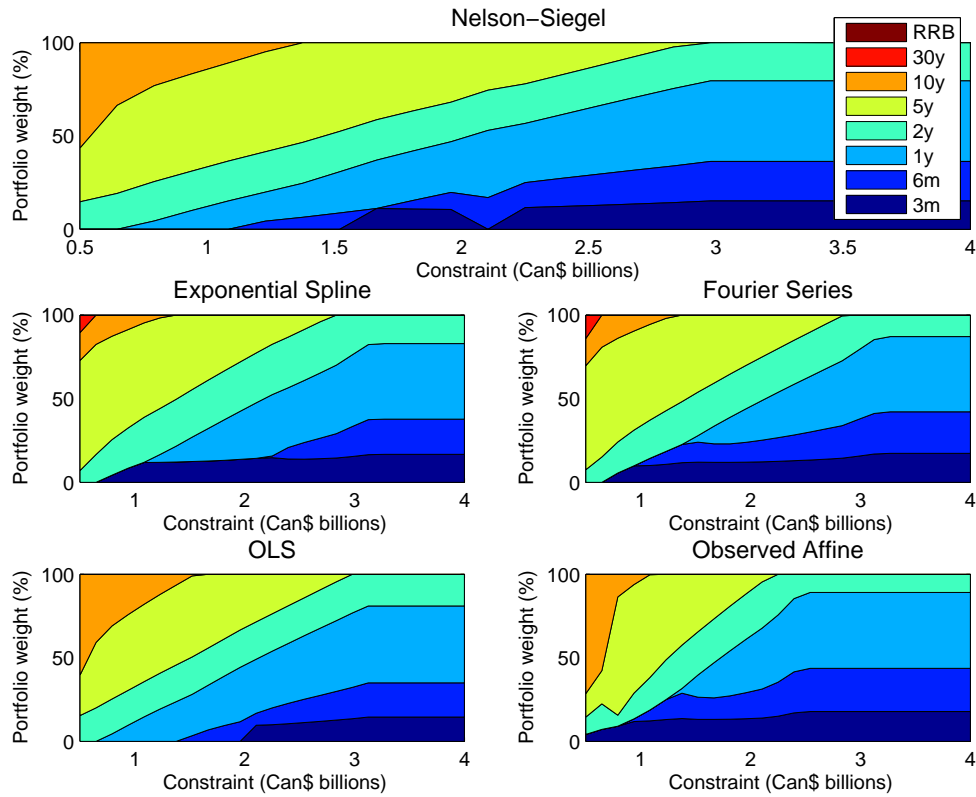 Nelson−Siegel
Portfolio weight (%)
100
50
0
0.5 1 1.5 2 2.5 3 3.5 4
Constraint (Can$ billions)
RRB
30y
10y
5y
2y
1y
6m
3m
Exponential Spline
Portfolio weight (%)
100
50
0
1 2 3 4
Constraint (Can$ billions)
Fourier Series
Portfolio weight (%)
100
50
0
1 2 3 4
Constraint (Can$ billions)
OLS
Portfolio weight (%)
100
50
0
1 2 3 4
Constraint (Can$ billions)
Observed Affine
Portfolio weight (%)
100
50
0
1 2 3 4
Constraint (Can$ billions)